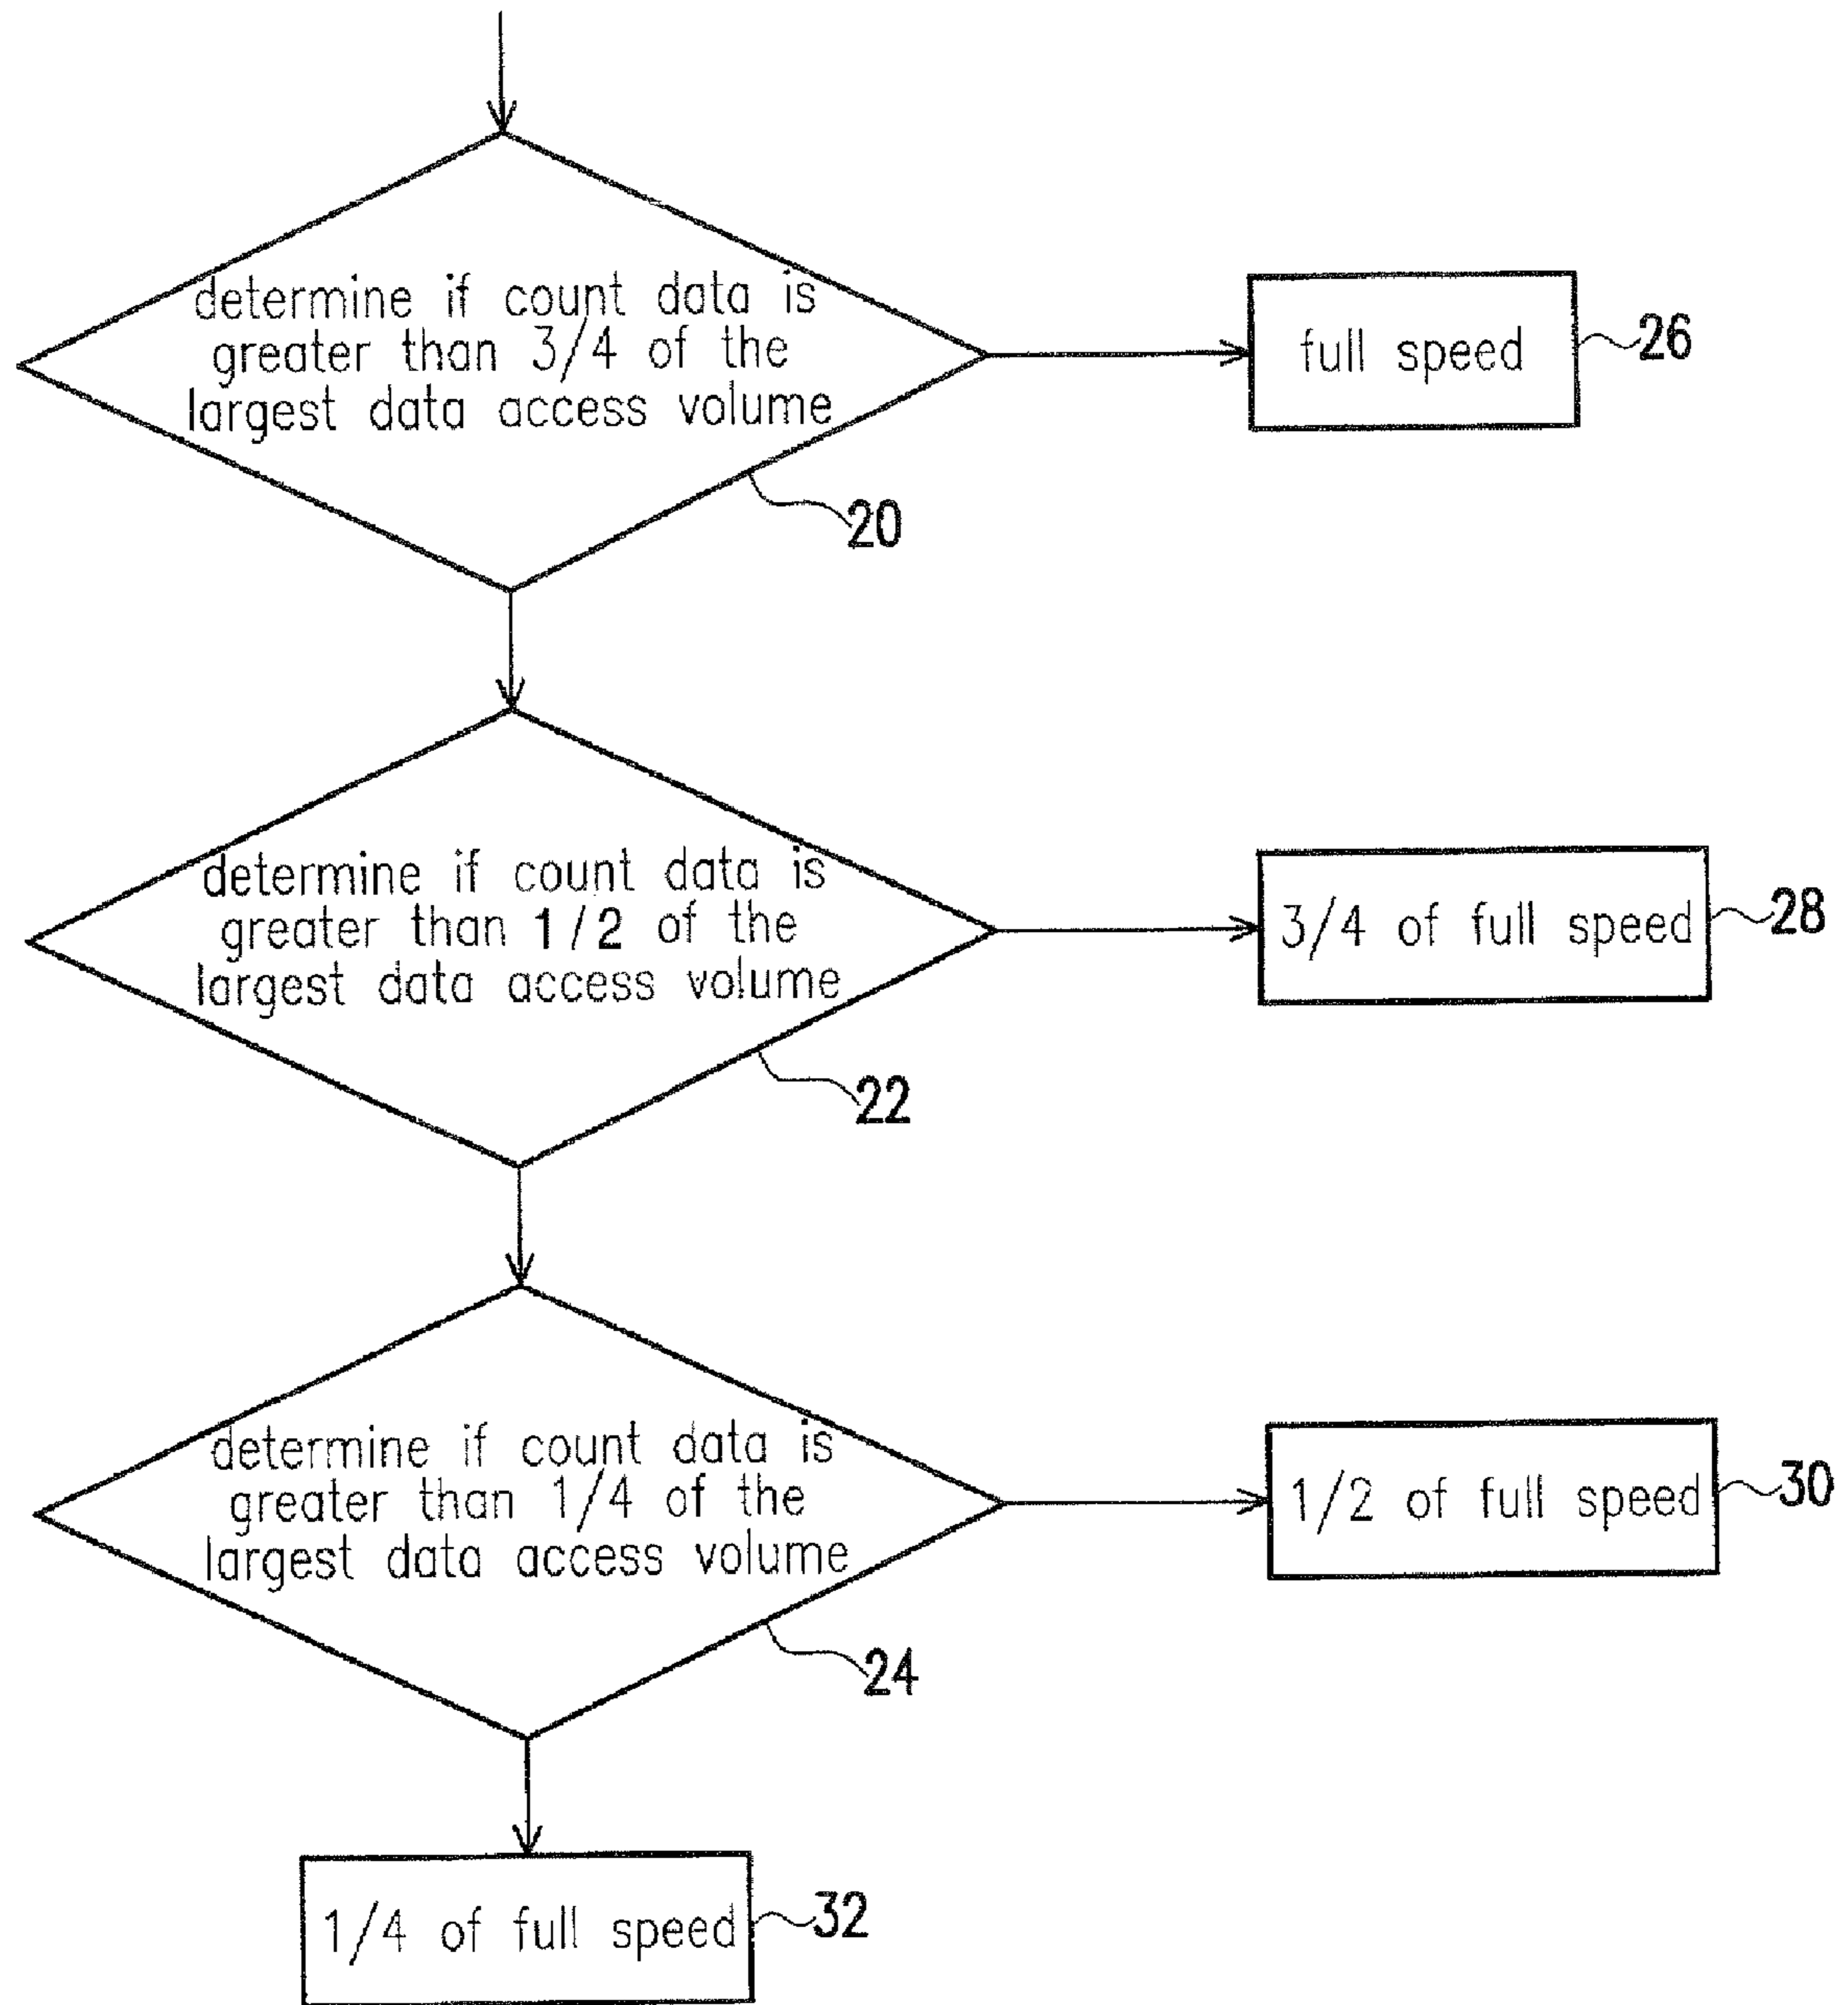 determine if count data is
greater than 3/4 of the
largest data access volume
20
full speed
26
determine if count data is
greater than 1/2 of the
largest data access volume
22
3/4 of full speed
28
determine if count data is
greater than 1/4 of the
largest data access volume
24
1/2 of full speed
30
1/4 of full speed
32